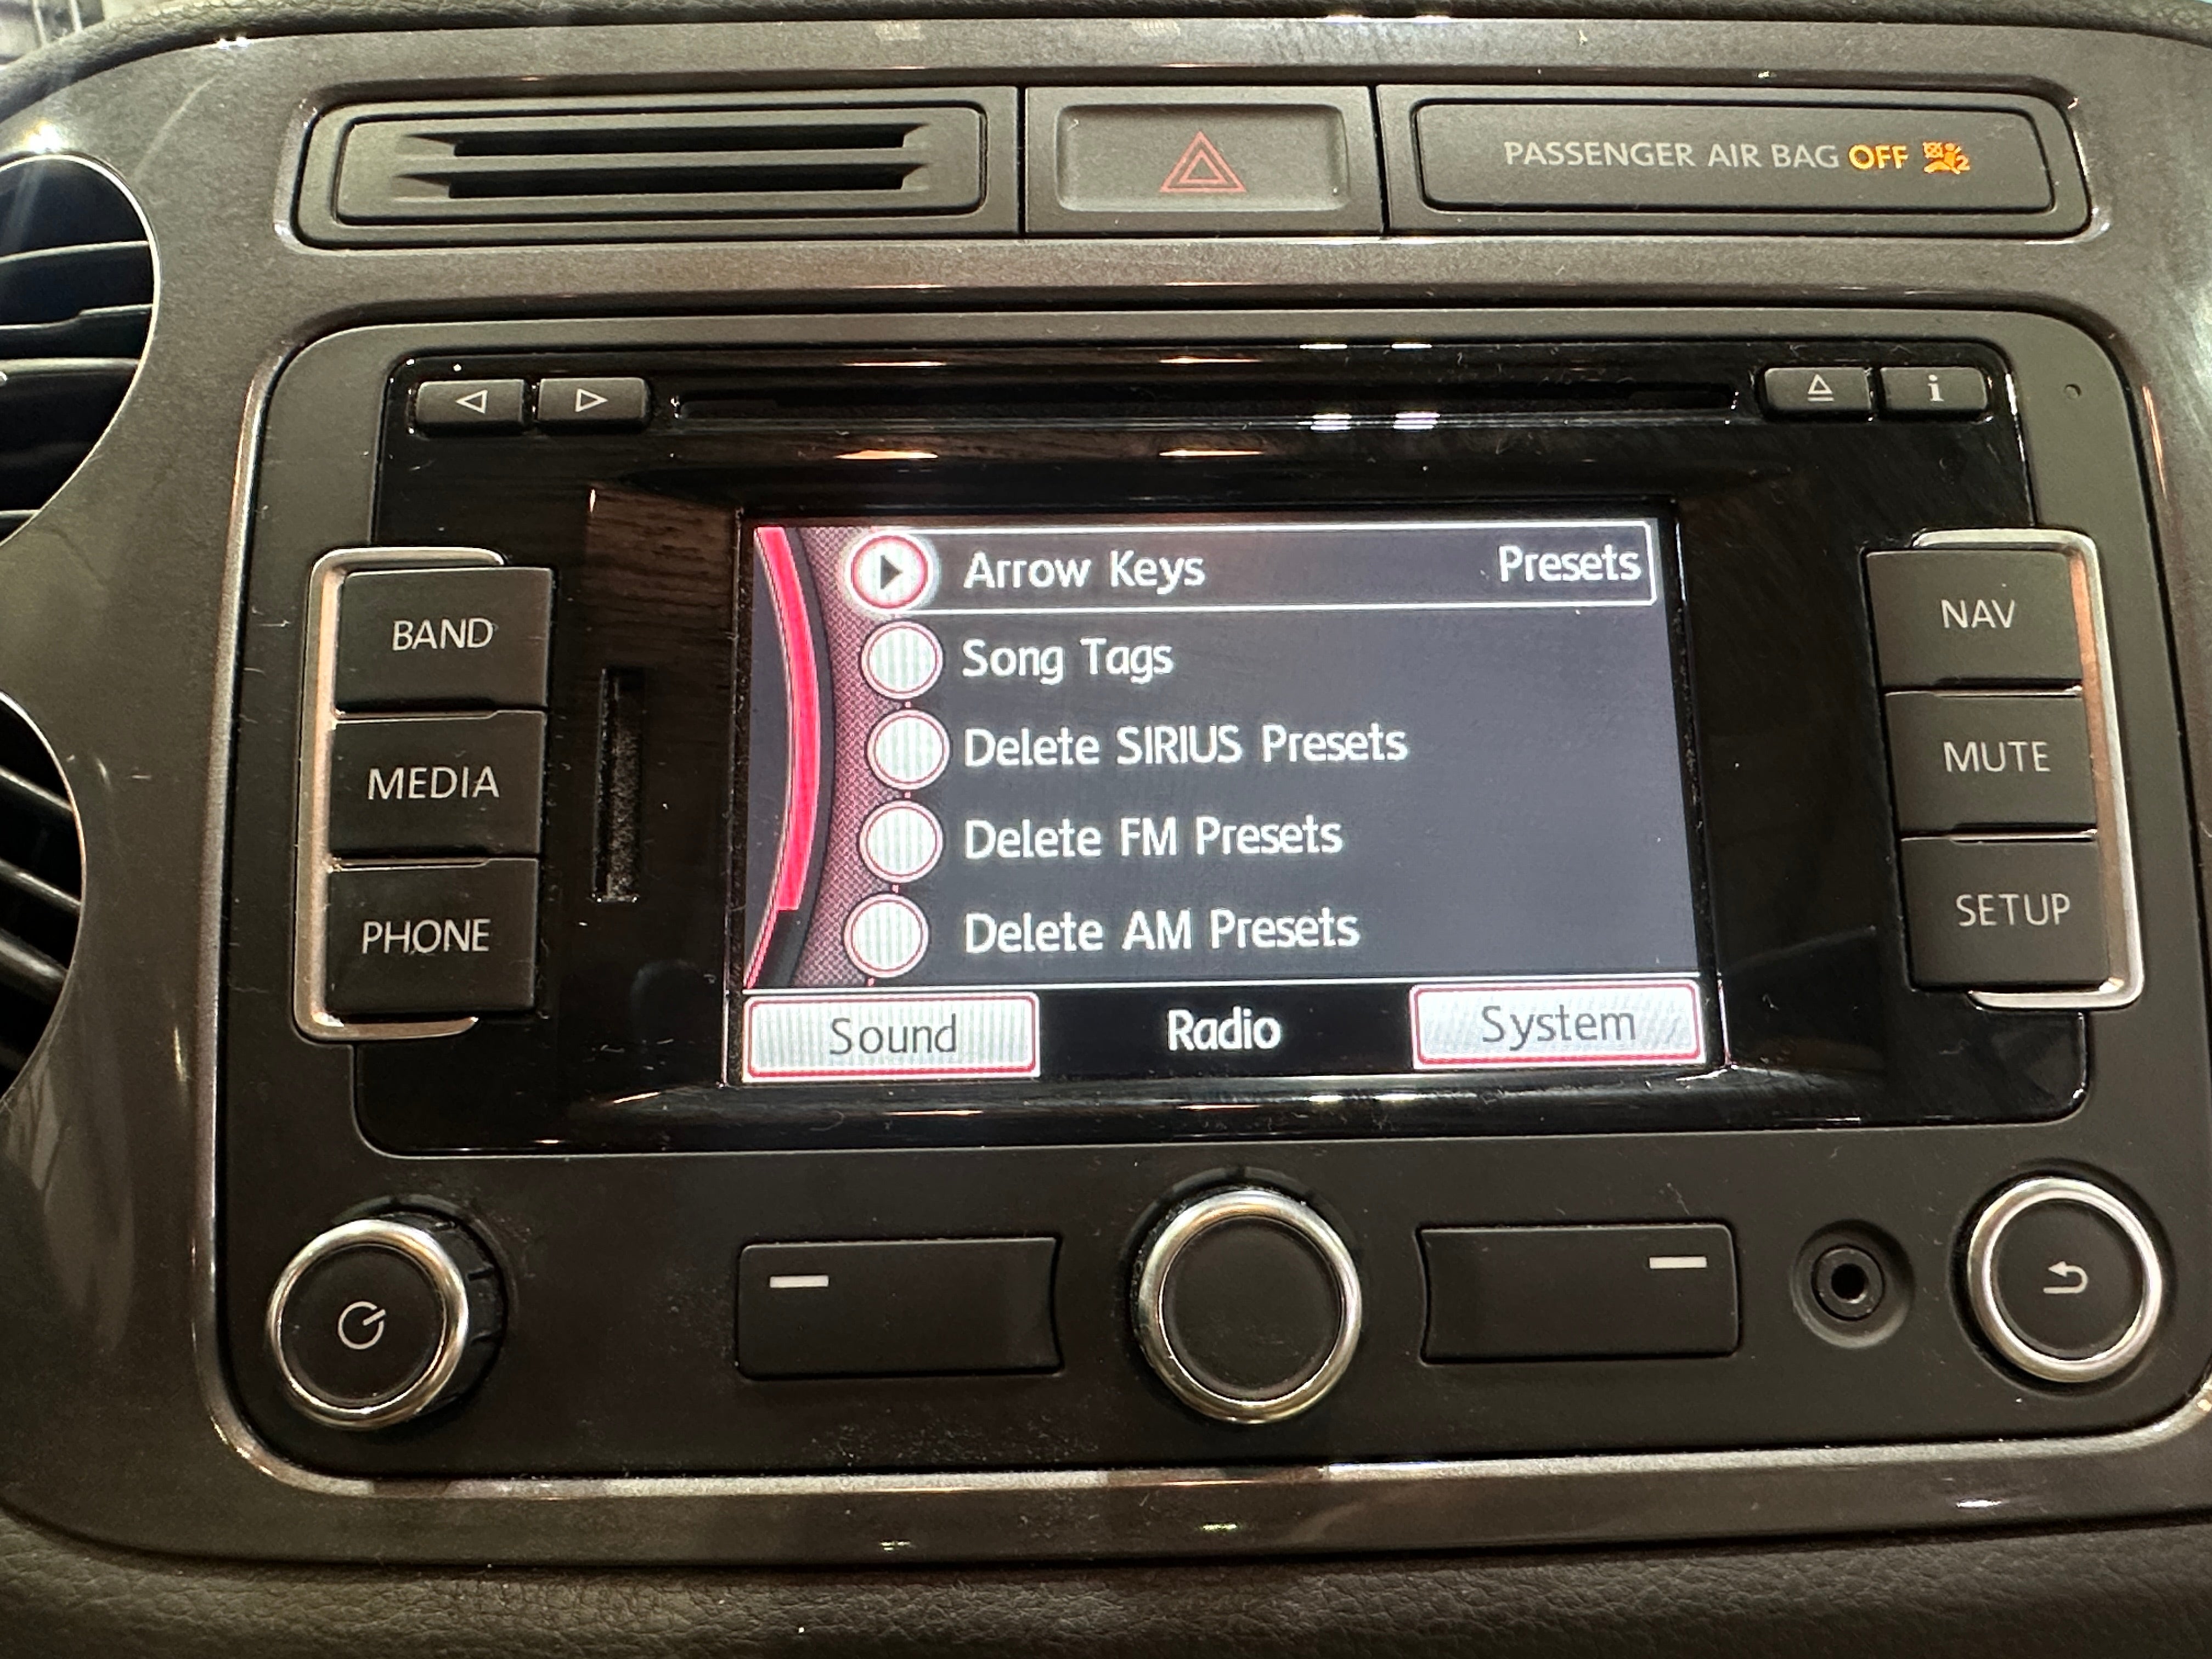 PASSENGER AIR BAG OFF
i
BAND
MEDIA
PHONE
Arrow Keys Presets
Song Tags
Delete SIRIUS Presets
Delete FM Presets
Delete AM Presets
Sound Radio System
NAV
MUTE
SETUP